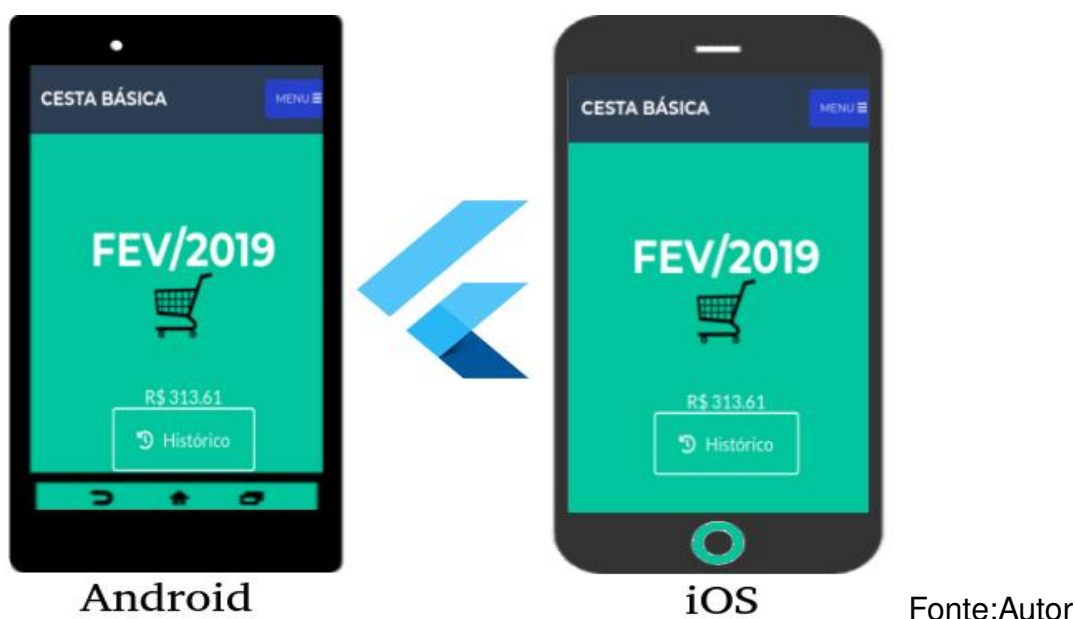 CESTA BÁSICA
MENU
FEV/2019
R$ 313.61
Histórico
Android
CESTA BÁSICA
MENU
FEV/2019
R$ 313.61
Histórico
iOS
Fonte:Autor